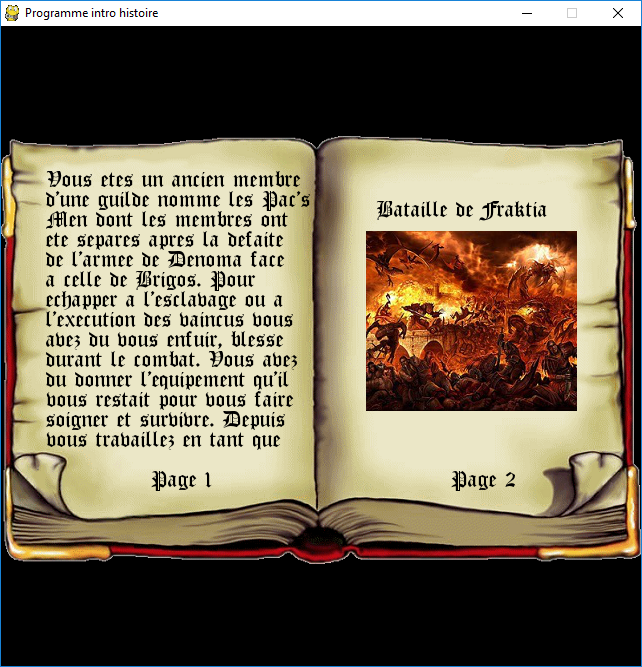 Programme intro histoire
Vous etes un ancien membre
d'une guilde nomme les Pac's
Men dont les membres ont
ete separes apres la defaite
de l'armee de Denoma face
a celle de Brigos. Pour
echapper a l'esclavage ou a
l'execution des vaincus vous
avez du vous enfuir, blesse
durant le combat. Vous avez
du donner l'equipement qu'il
vous restait pour vous faire
soigner et survivre. Depuis
vous travaillez en tant que
Page 1
Bataille de Fraktia
Page 2